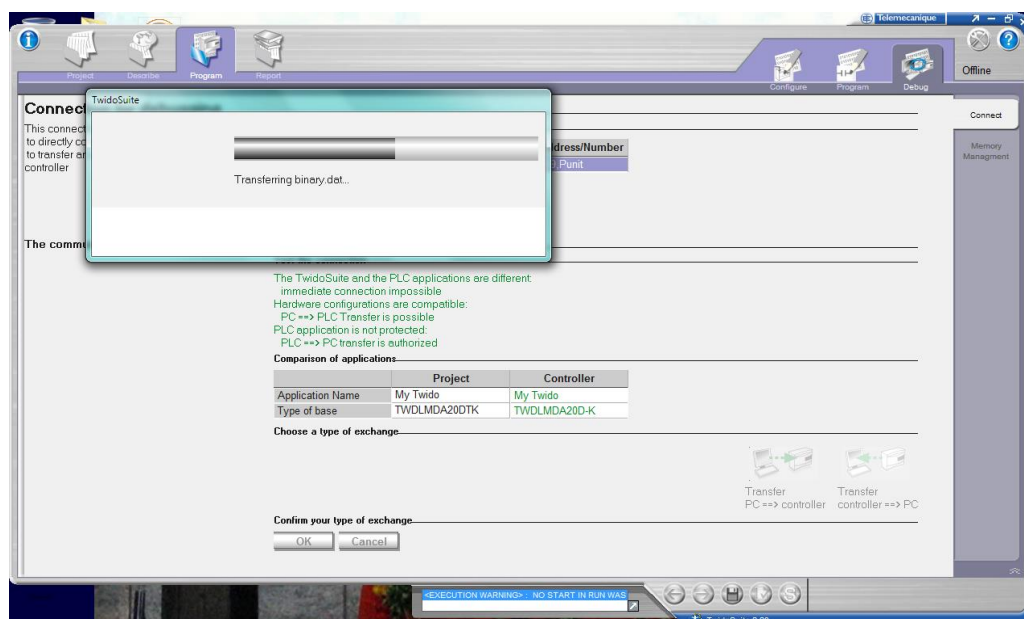 Telemecanique
Project
Describe
Program
Report
Configure
Program
Debug
Offline
TwidoSuite
Transferring binary.dat...
Connec
This connect
to directly co
to transfer an
controller
dress/Number
Punit
Connect
Memory
Managment
The commu
The TwidoSuite and the PLC applications are different:
immediate connection impossible
Hardware configurations are compatible:
PC ==> PLC Transfer is possible
PLC application is not protected:
PLC ==> PC transfer is authorized
Comparison of applications
Project Controller
Application Name My Twido My Twido
Type of base TWDLMDA20DTK TWDLMDA20D-K
Choose a type of exchange
Transfer
PC ==> controller
Transfer
controller ==> PC
Confirm your type of exchange
OK Cancel
<EXECUTION WARNING> : NO START IN RUN WAS